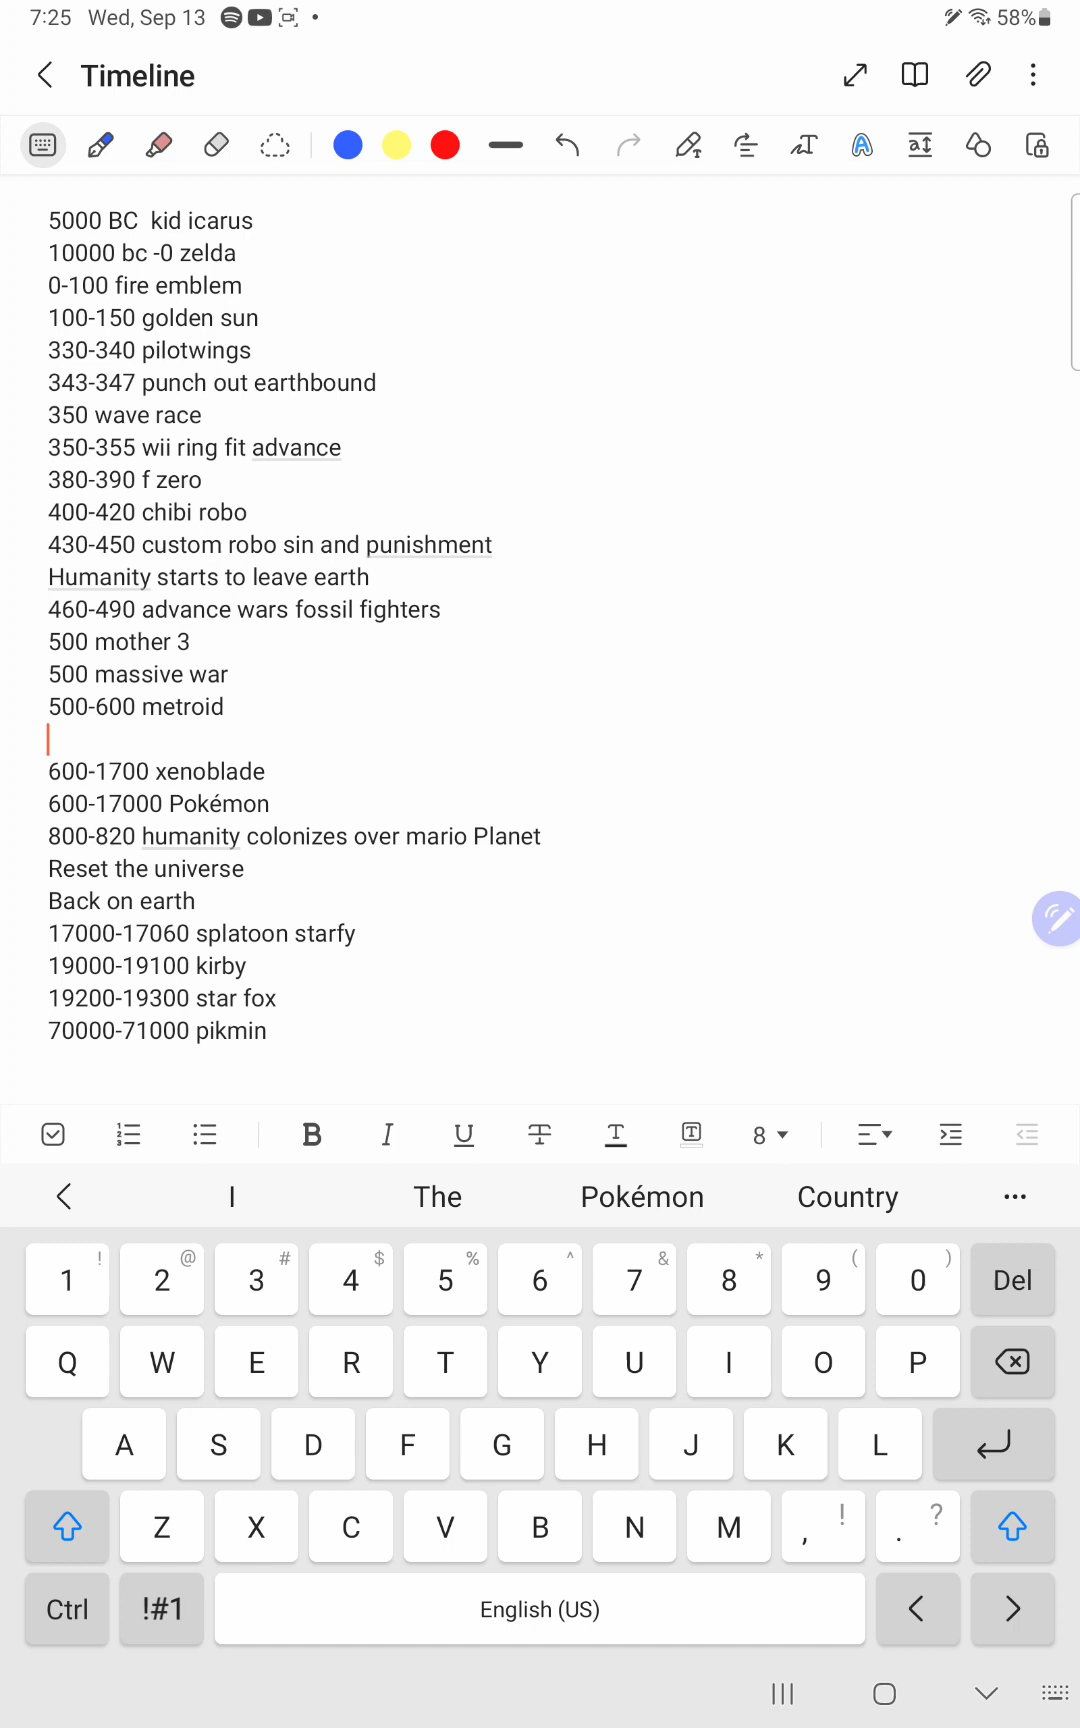 7:25 Wed, Sep 13 58%
Timeline
5000 BC  kid icarus
10000 bc -0 zelda
0-100 fire emblem
100-150 golden sun
330-340 pilotwings
343-347 punch out earthbound
350 wave race
350-355 wii ring fit advance
380-390 f zero
400-420 chibi robo
430-450 custom robo sin and punishment
Humanity starts to leave earth
460-490 advance wars fossil fighters
500 mother 3
500 massive war
500-600 metroid
600-1700 xenoblade
600-17000 Pokémon
800-820 humanity colonizes over mario Planet
Reset the universe
Back on earth
17000-17060 splatoon starfy
19000-19100 kirby
19200-19300 star fox
70000-71000 pikmin
B I U T T T 8
I The Pokémon Country ...
! @ # $ % ^ & * ( )
1 2 3 4 5 6 7 8 9 0 Del
Q W E R T Y U I O P
A S D F G H J K L
Z X C V B N M , ! . ?
Ctrl !#1 English (US) < >